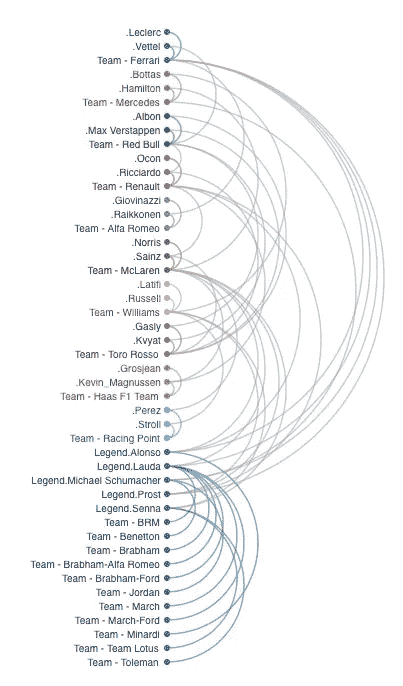 .Leclerc
.Vettel
Team - Ferrari
.Bottas
.Hamilton
Team - Mercedes
.Albon
.Max Verstappen
Team - Red Bull
.Ocon
.Ricciardo
Team - Renault
.Giovinazzi
.Raikkonen
Team - Alfa Romeo
.Norris
.Sainz
Team - McLaren
.Latifi
.Russell
Team - Williams
.Gasly
.Kvyat
Team - Toro Rosso
.Grosjean
.Kevin_Magnussen
Team - Haas F1 Team
.Perez
.Stroll
Team - Racing Point
Legend.Alonso
Legend.Lauda
Legend.Michael Schumacher
Legend.Prost
Legend.Senna
Team - BRM
Team - Benetton
Team - Brabham
Team - Brabham-Alfa Romeo
Team - Brabham-Ford
Team - Jordan
Team - March
Team - March-Ford
Team - Minardi
Team - Team Lotus
Team - Toleman